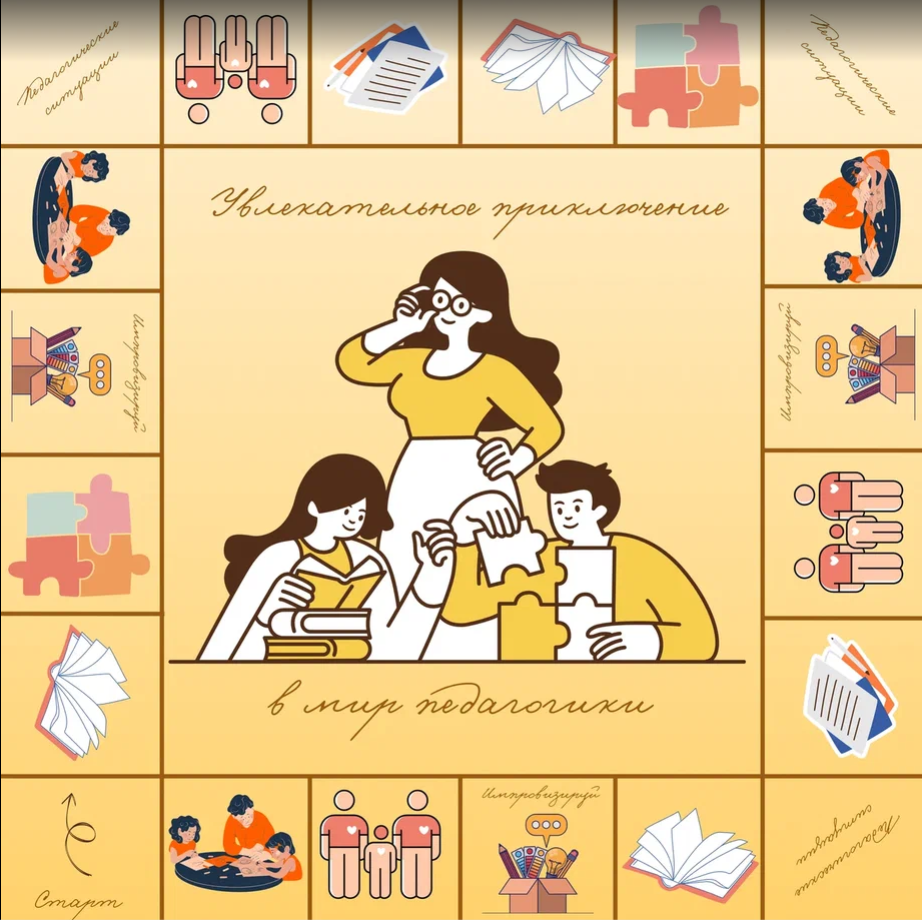 Педагогические
ситуации
Педагогические
ситуации
Увлекательное приключение
Импровизируй
Импровизируй
в мир педагогики
Импровизируй
Педагогические
ситуации
Старт